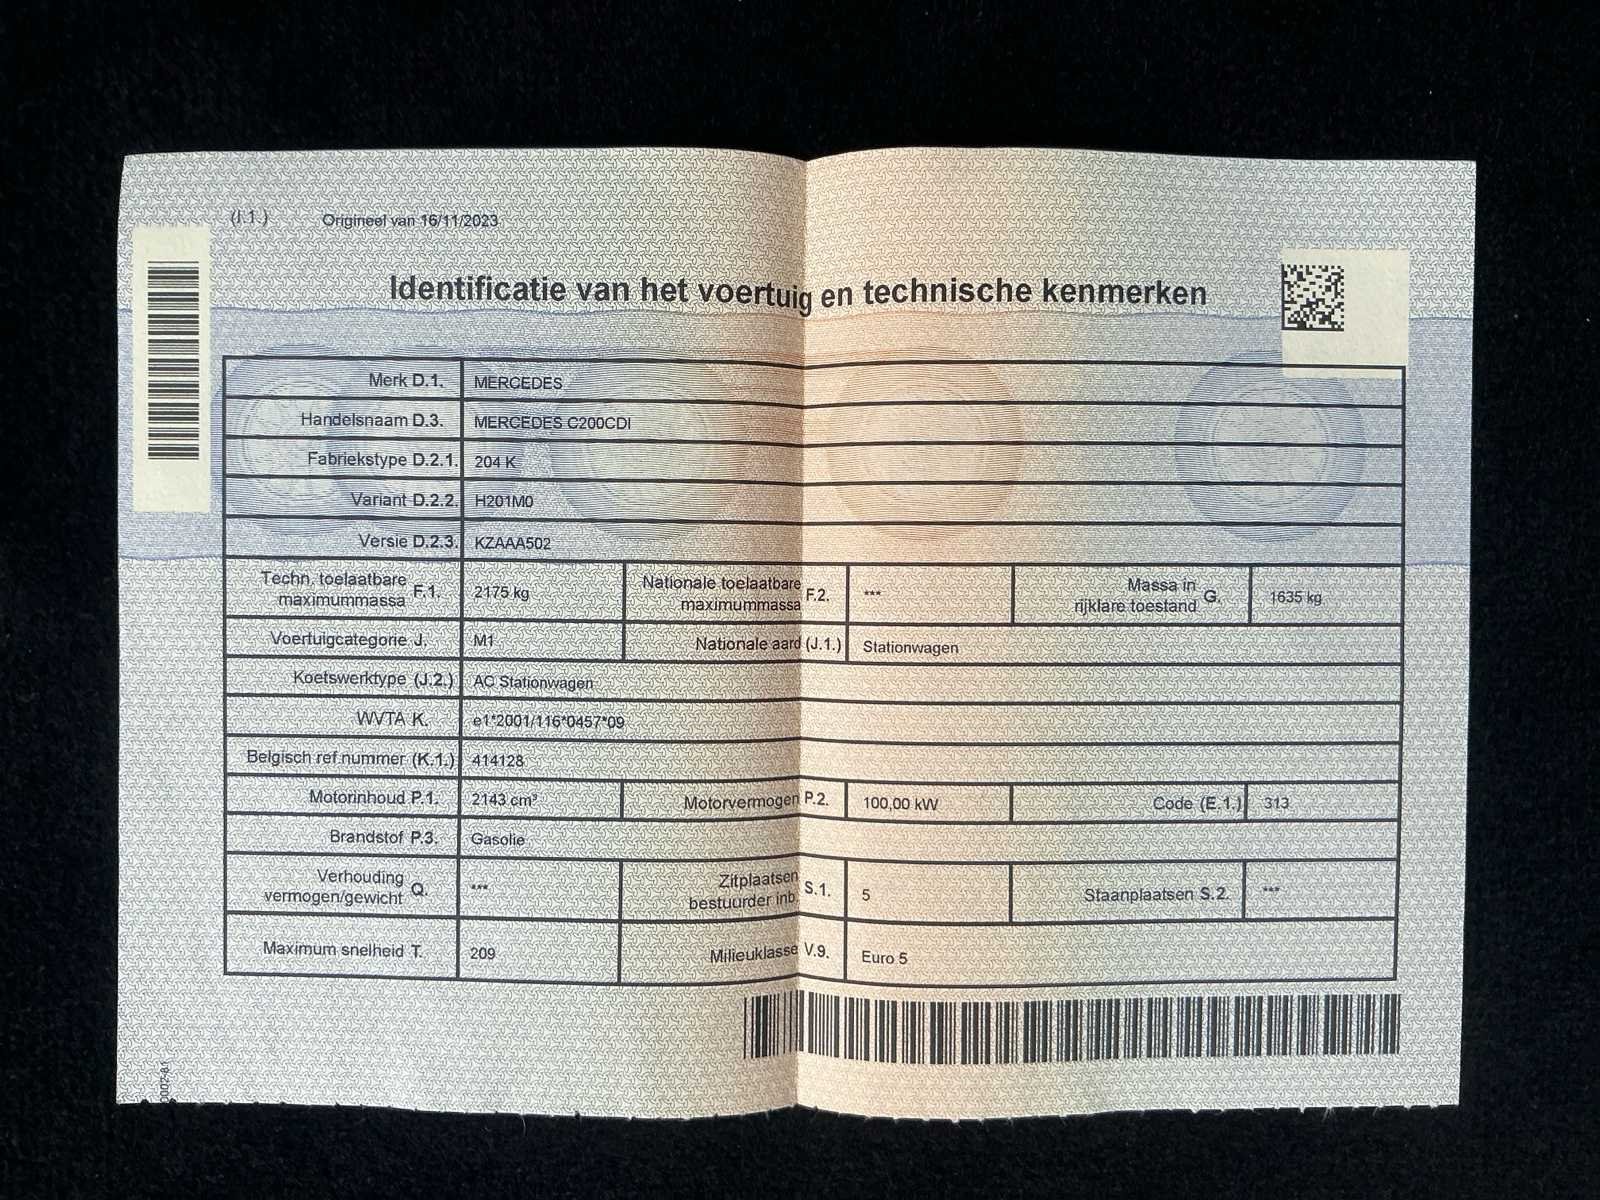 (I.1.) Origineel van 16/11/2023
Identificatie van het voertuig en technische kenmerken
Merk D.1. MERCEDES
Handelsnaam D.3. MERCEDES C200CDI
Fabriekstype D.2.1. 204 K
Variant D.2.2. H201M0
Versie D.2.3. KZAAA502
Techn. toelaatbare maximummassa F.1. 2175 kg Nationale toelaatbare maximummassa F.2. *** Massa in rijklare toestand G. 1635 kg
Voertuigcategorie J. M1 Nationale aard (J.1.) Stationwagen
Koetswerktype (J.2.) AC Stationwagen
WVTA K. e1*2001/116*0457*09
Belgisch ref.nummer (K.1.) 414128
Motorinhoud P.1. 2143 cm³ Motorvermogen P.2. 100,00 kW Code (E.1.) 313
Brandstof P.3. Gasolie
Verhouding vermogen/gewicht Q. *** Zitplaatsen bestuurder inb. S.1. 5 Staanplaatsen S.2. ***
Maximum snelheid T. 209 Milieuklasse V.9. Euro 5